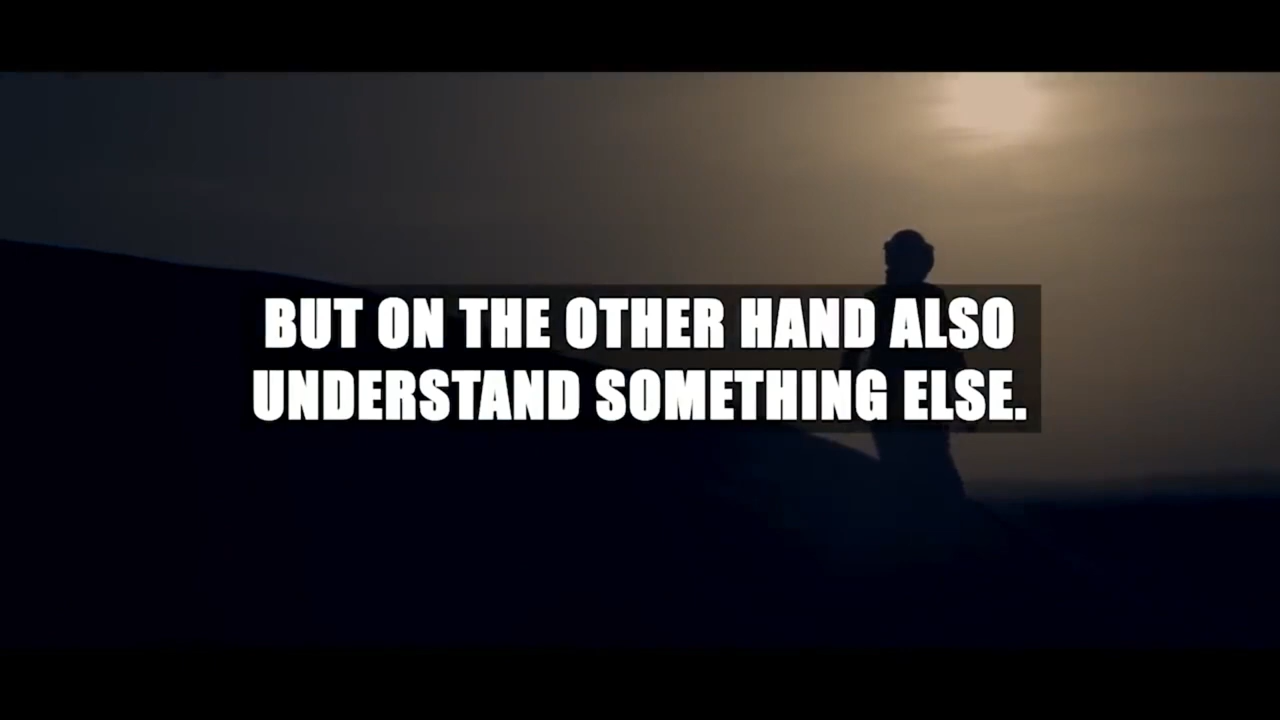 BUT ON THE OTHER HAND ALSO
UNDERSTAND SOMETHING ELSE.